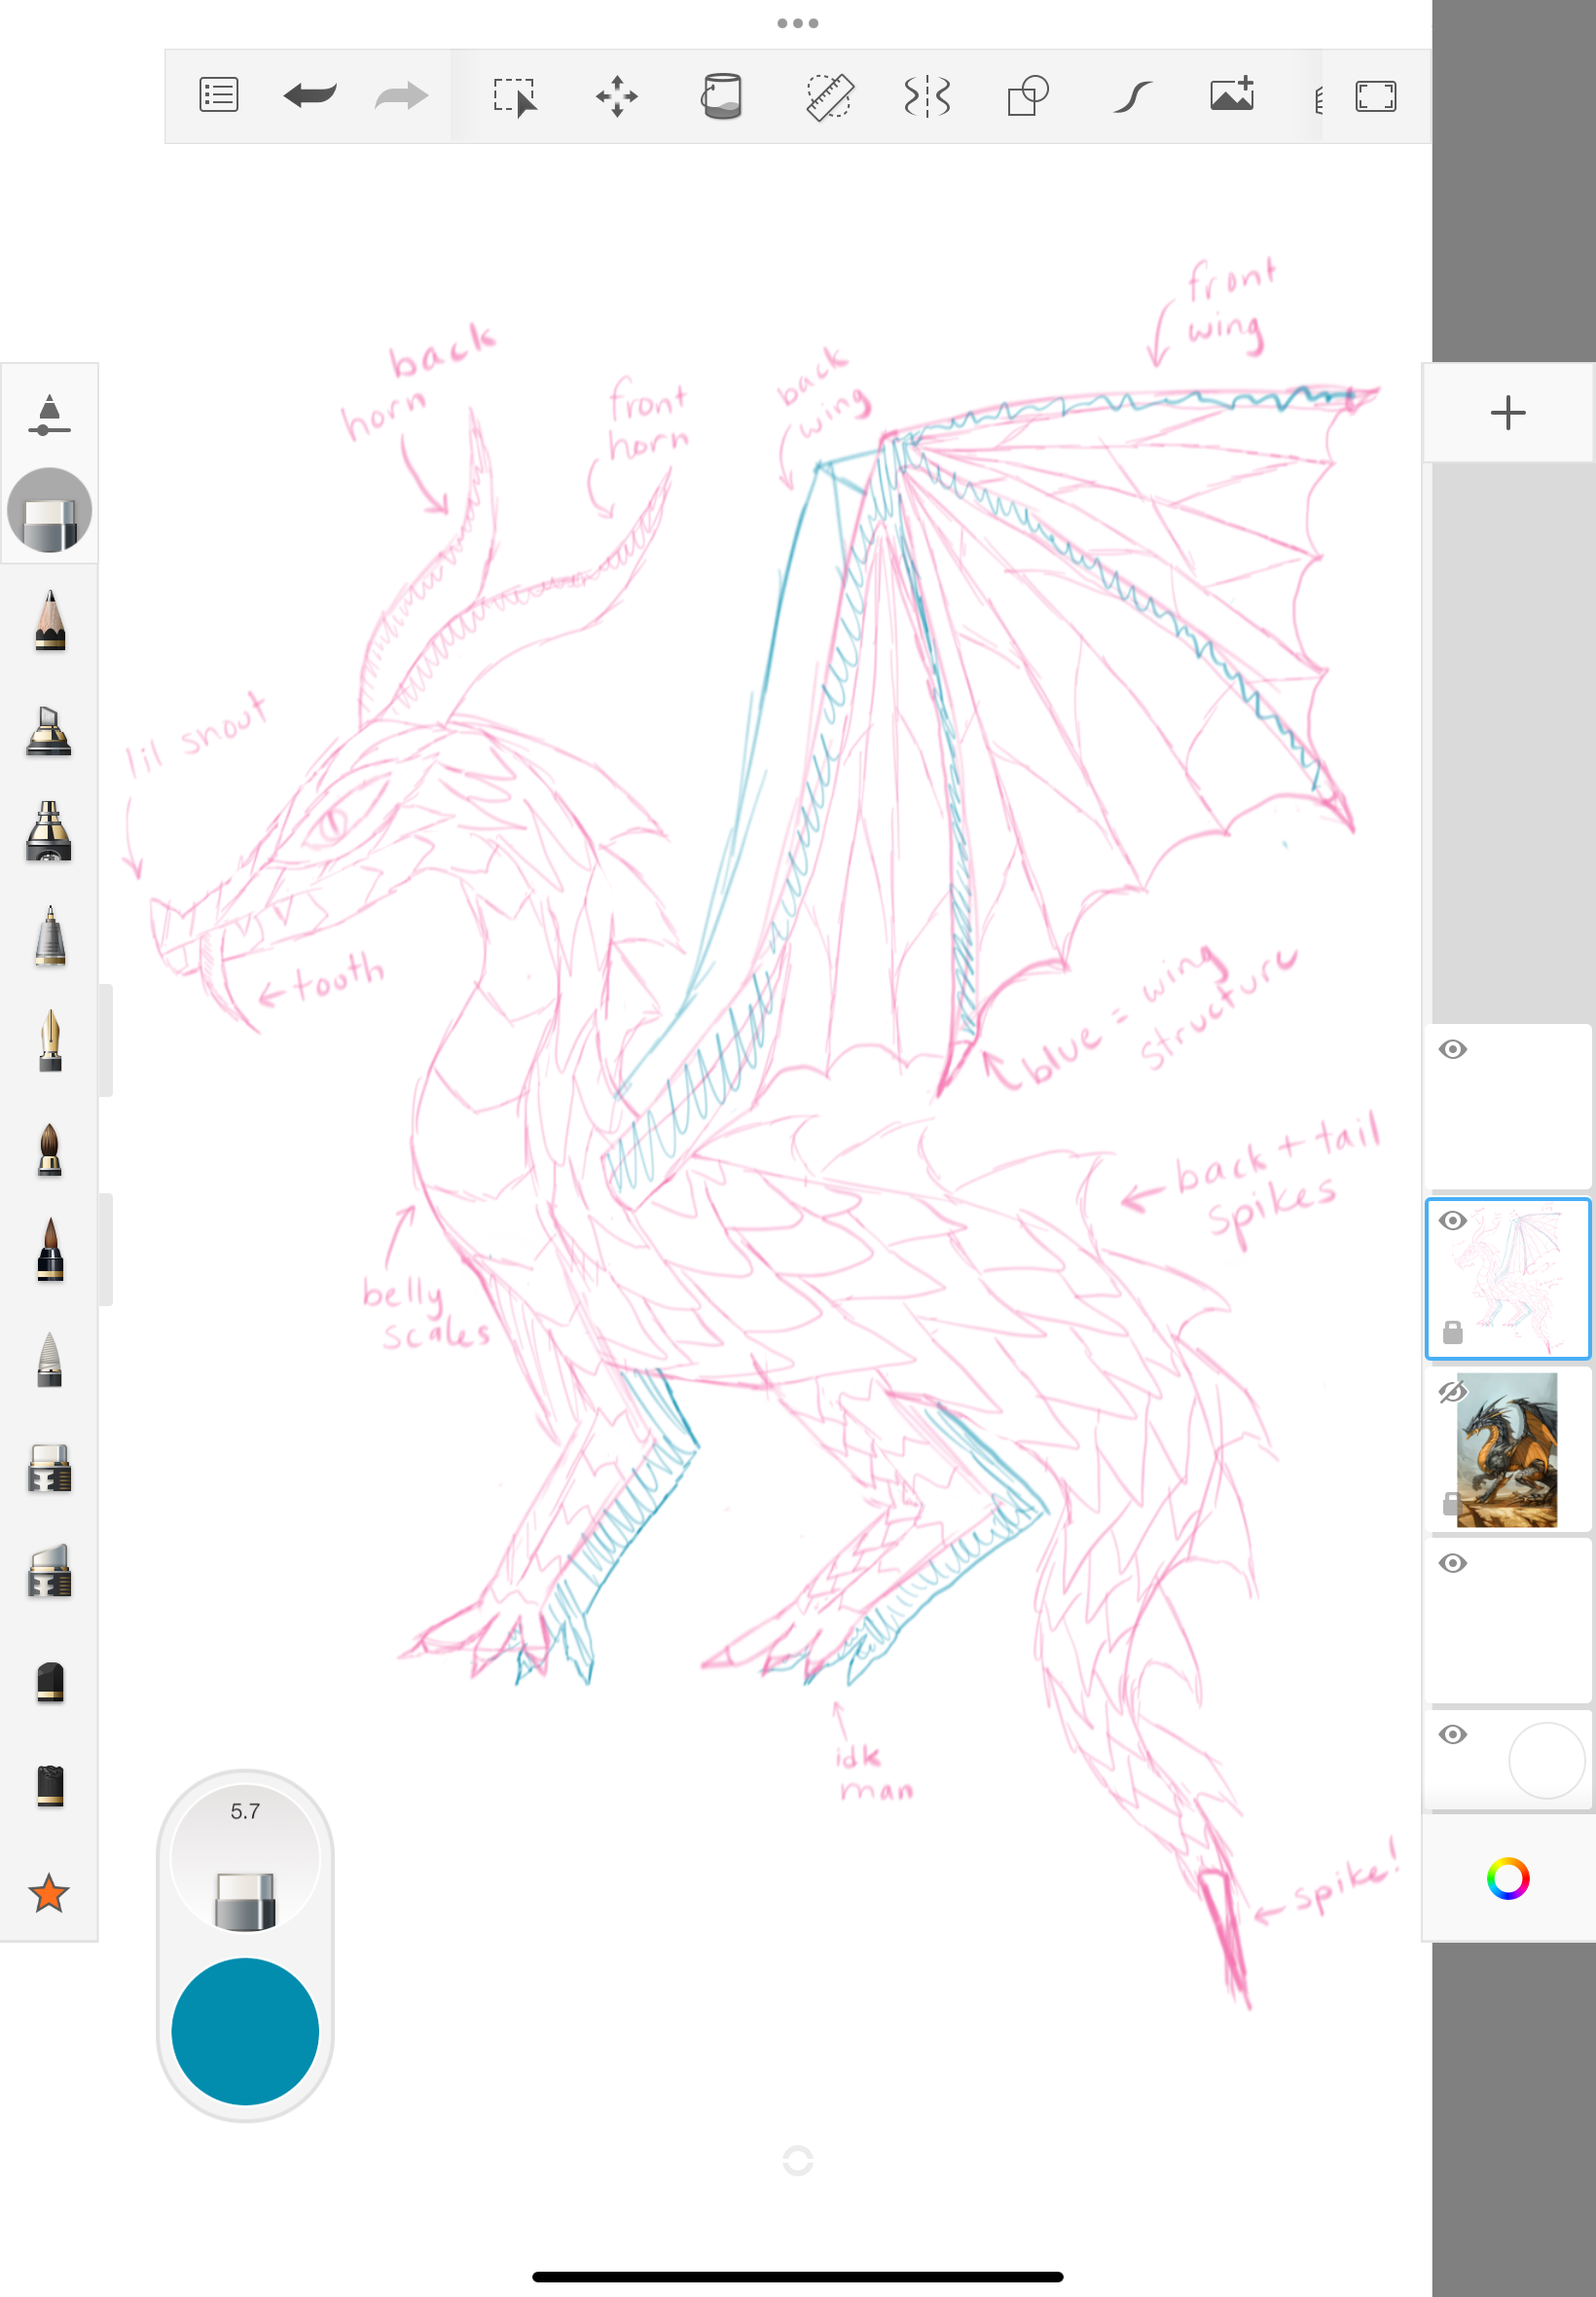 front
wing
back
horn
back
wing
front
horn
lil snout
tooth
blue = wing
structure
back + tail
spikes
belly
scales
idk
man
5.7
spike!